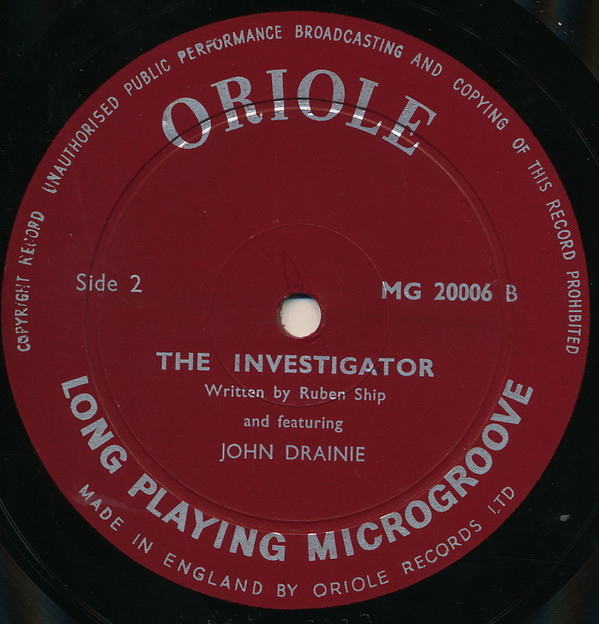 COPYRIGHT RECORD UNAUTHORISED PUBLIC PERFORMANCE BROADCASTING AND COPYING OF THIS RECORD PROHIBITED
ORIOLE
Side 2
MG 20006 B
THE INVESTIGATOR
Written by Ruben Ship
and featuring
JOHN DRAINIE
LONG PLAYING MICROGROOVE
MADE IN ENGLAND BY ORIOLE RECORDS LTD